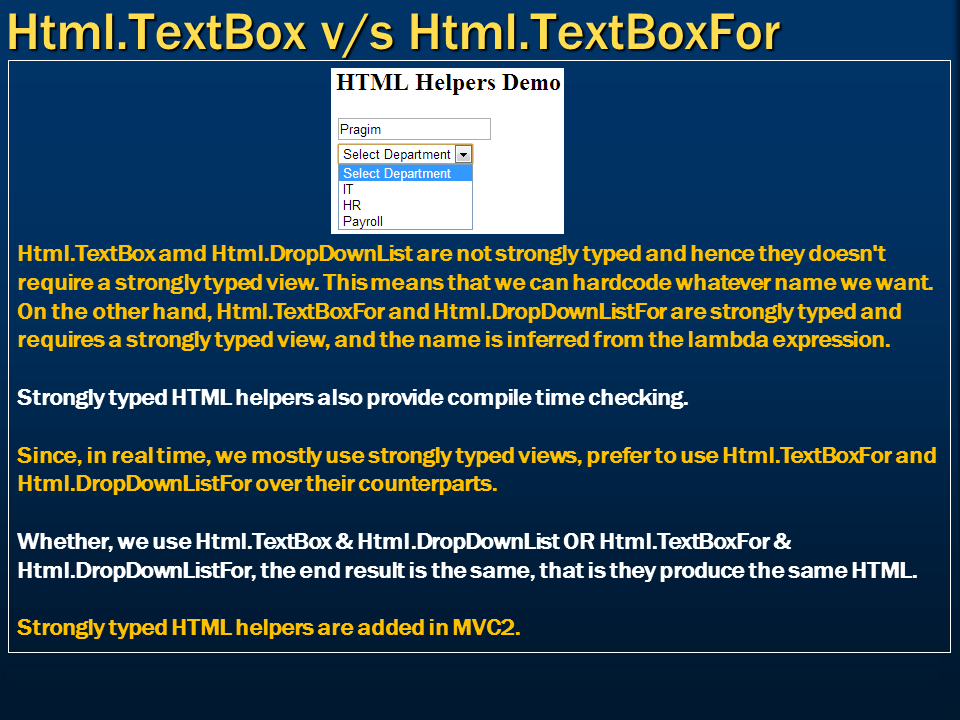 Html.TextBox v/s Html.TextBoxFor
HTML Helpers Demo
Pragim
Select Department
Select Department
IT
HR
Payroll
Html.TextBox amd Html.DropDownList are not strongly typed and hence they doesn't
require a strongly typed view. This means that we can hardcode whatever name we want.
On the other hand, Html.TextBoxFor and Html.DropDownListFor are strongly typed and
requires a strongly typed view, and the name is inferred from the lambda expression.
Strongly typed HTML helpers also provide compile time checking.
Since, in real time, we mostly use strongly typed views, prefer to use Html.TextBoxFor and
Html.DropDownListFor over their counterparts.
Whether, we use Html.TextBox & Html.DropDownList OR Html.TextBoxFor &
Html.DropDownListFor, the end result is the same, that is they produce the same HTML.
Strongly typed HTML helpers are added in MVC2.